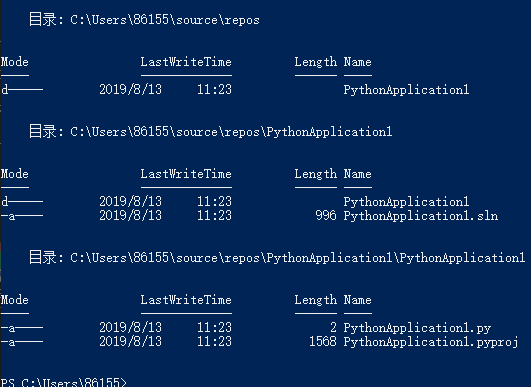 目录: C:\Users\86155\source\repos
Mode LastWriteTime Length Name
---- ------------- ------ ----
d----- 2019/8/13 11:23 PythonApplication1
目录: C:\Users\86155\source\repos\PythonApplication1
Mode LastWriteTime Length Name
---- ------------- ------ ----
d----- 2019/8/13 11:23 PythonApplication1
-a---- 2019/8/13 11:23 996 PythonApplication1.sln
目录: C:\Users\86155\source\repos\PythonApplication1\PythonApplication1
Mode LastWriteTime Length Name
---- ------------- ------ ----
-a---- 2019/8/13 11:23 2 PythonApplication1.py
-a---- 2019/8/13 11:23 1568 PythonApplication1.pyproj
PS C:\Users\86155>